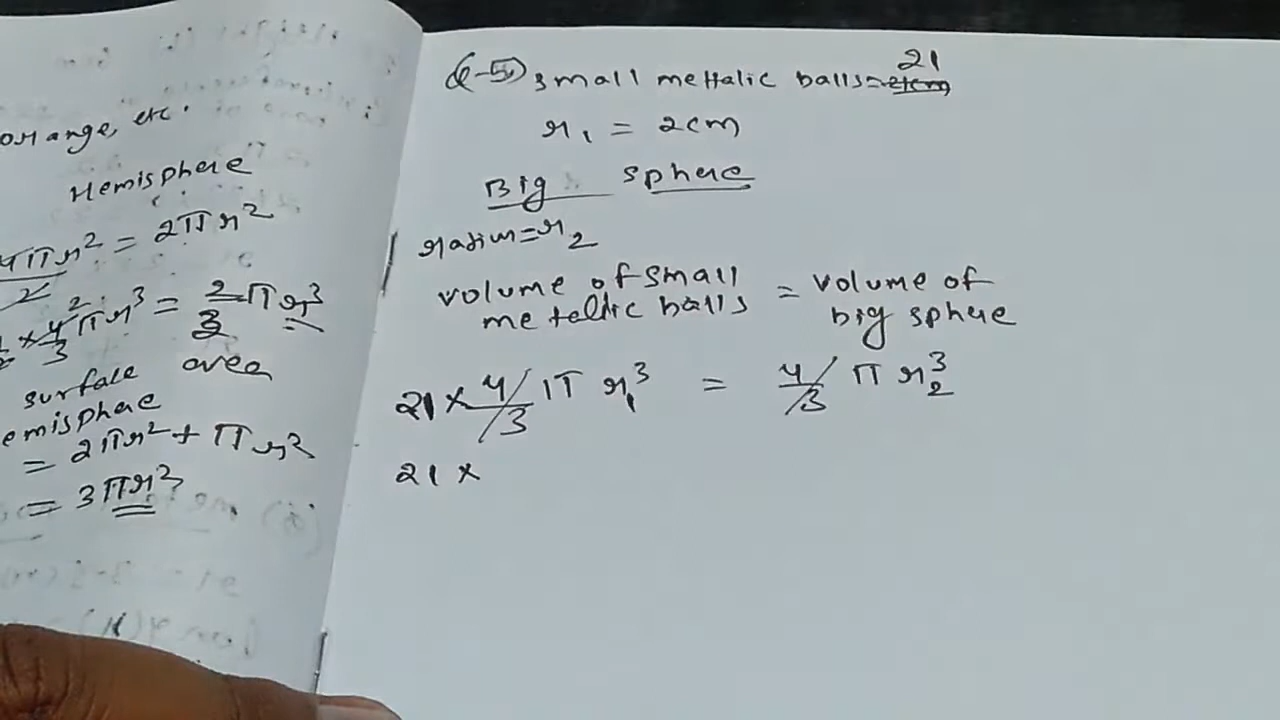 orange, etc.
Hemisphere
4πr²/2 = 2πr²
½ × 4/3 πr³ = 2/3 πr³
surface area
emisphere
= 2πr² + πr²
= 3πr²
Q-5) small mettalic balls = 21
r₁ = 2cm
Big sphere
radius = r₂
volume of small metellic balls = volume of big sphere
21 × 4/3 π r₁³ = 4/3 π r₂³
21 ×